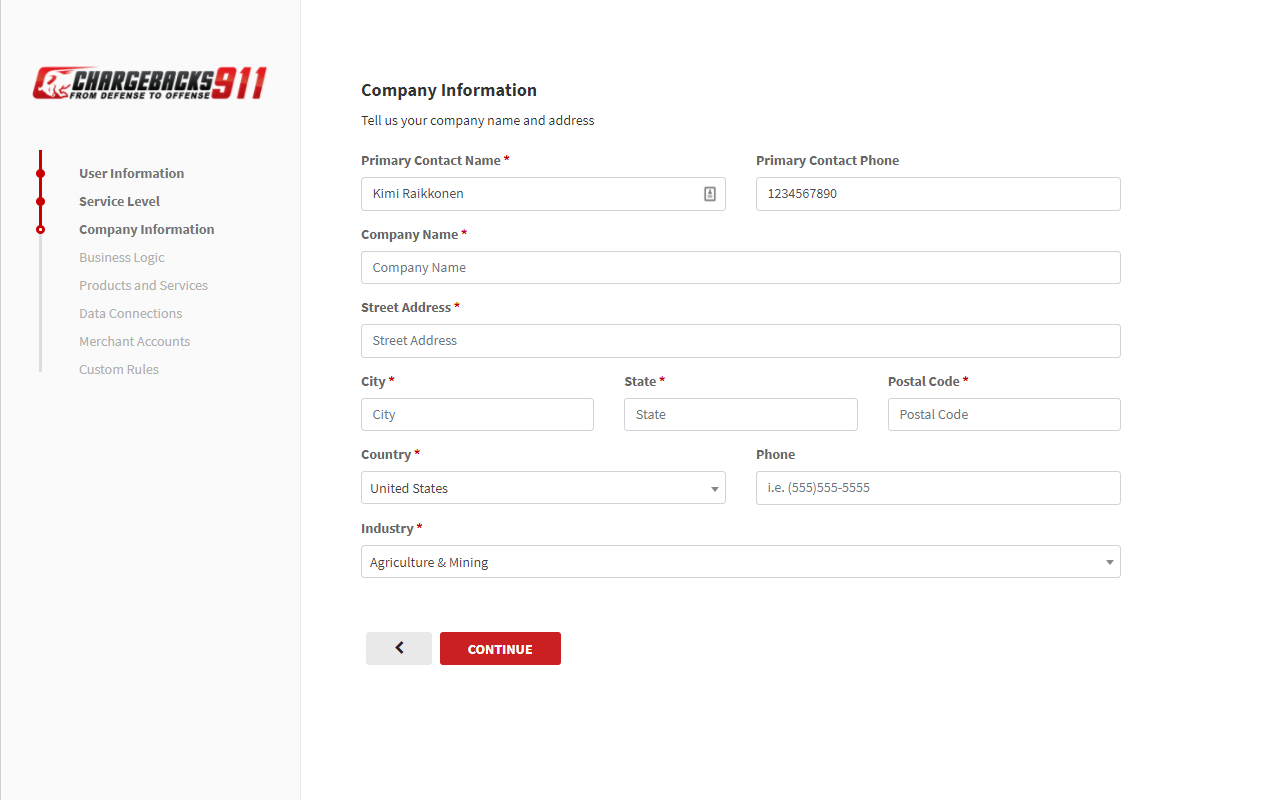 CHARGEBACKS911
FROM DEFENSE TO OFFENSE
User Information
Service Level
Company Information
Business Logic
Products and Services
Data Connections
Merchant Accounts
Custom Rules
Company Information
Tell us your company name and address
Primary Contact Name * Primary Contact Phone
Kimi Raikkonen 1234567890
Company Name *
Company Name
Street Address *
Street Address
City * State * Postal Code *
City State Postal Code
Country * Phone
United States i.e. (555)555-5555
Industry *
Agriculture & Mining
CONTINUE